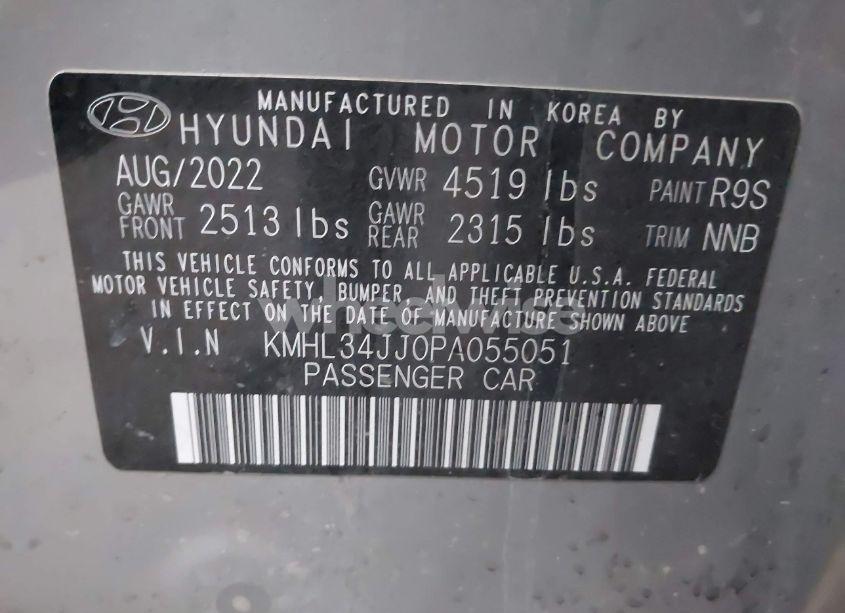 MANUFACTURED IN KOREA BY
HYUNDAI MOTOR COMPANY
AUG/2022 GVWR 4519 lbs PAINT R9S
GAWR FRONT 2513 lbs GAWR REAR 2315 lbs TRIM NNB
THIS VEHICLE CONFORMS TO ALL APPLICABLE U.S.A. FEDERAL
MOTOR VEHICLE SAFETY, BUMPER, AND THEFT PREVENTION STANDARDS
IN EFFECT ON THE DATE OF MANUFACTURE SHOWN ABOVE
wheelwise
V.I.N KMHL34JJ0PA055051
PASSENGER CAR